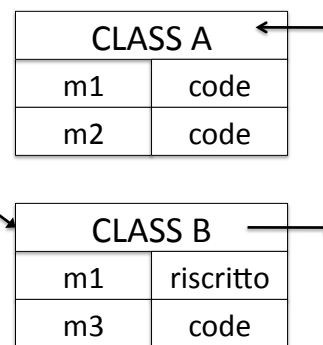 CLASS A
m1 code
m2 code
CLASS B
m1 riscritto
m3 code